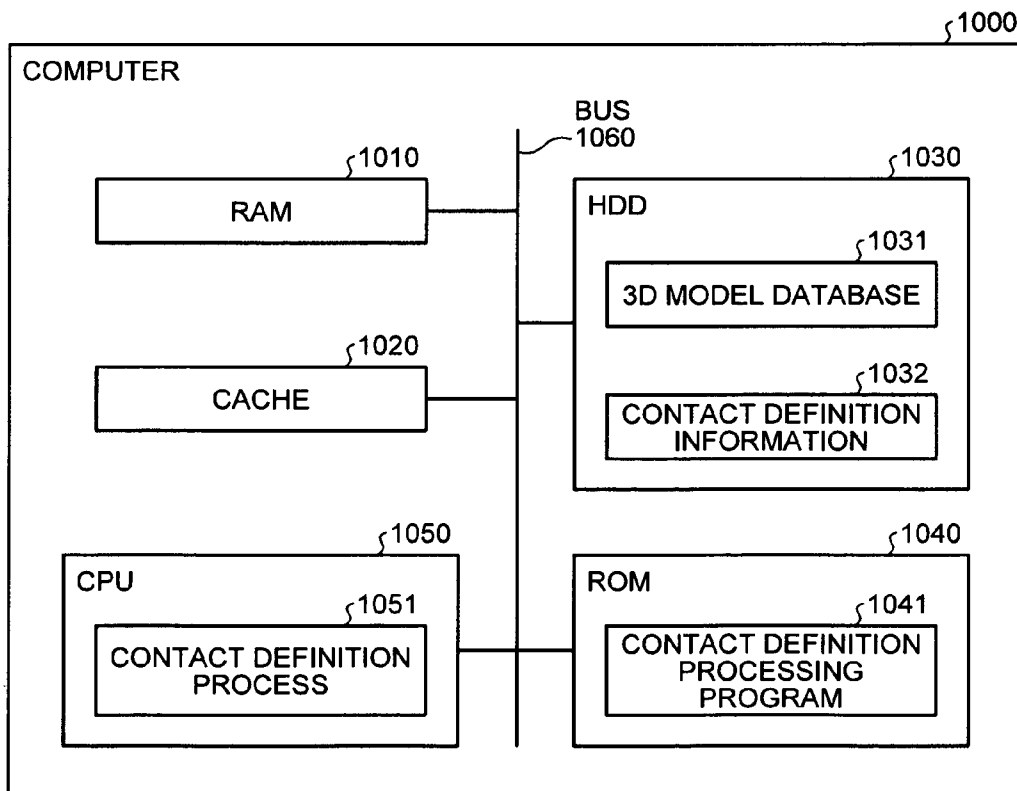 1000
COMPUTER
BUS
1060
1010
RAM
1030
HDD
1031
3D MODEL DATABASE
1020
CACHE
1032
CONTACT DEFINITION
INFORMATION
1050
CPU
1051
CONTACT DEFINITION
PROCESS
1040
ROM
1041
CONTACT DEFINITION
PROCESSING
PROGRAM